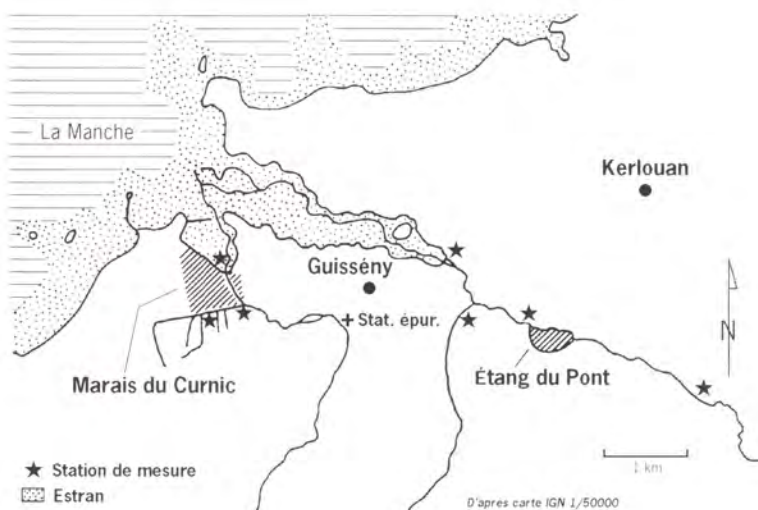 La Manche
Kerlouan
Guissény
Stat. épur.
N
Marais du Curnic
Étang du Pont
1 km
Station de mesure
Estran
D'apres carte IGN 1/50000